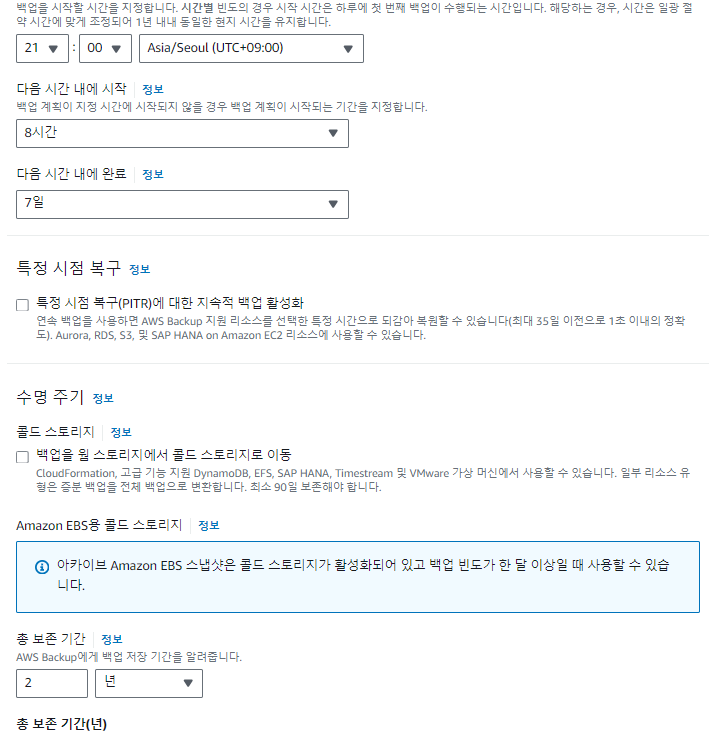 백업을 시작할 시간을 지정합니다. 시간별 빈도의 경우 시작 시간은 하루에 첫 번째 백업이 수행되는 시간입니다. 해당하는 경우, 시간은 일광 절
약 시간에 맞게 조정되어 1년 내내 동일한 현지 시간을 유지합니다.
21 : 00 Asia/Seoul (UTC+09:00)
다음 시간 내에 시작 정보
백업 계획이 지정 시간에 시작되지 않을 경우 백업 계획이 시작되는 기간을 지정합니다.
8시간
다음 시간 내에 완료 정보
7일
특정 시점 복구 정보
특정 시점 복구(PITR)에 대한 지속적 백업 활성화
연속 백업을 사용하면 AWS Backup 지원 리소스를 선택한 특정 시간으로 되감아 복원할 수 있습니다(최대 35일 이전으로 1초 이내의 정확
도). Aurora, RDS, S3, 및 SAP HANA on Amazon EC2 리소스에 사용할 수 있습니다.
수명 주기 정보
콜드 스토리지 정보
백업을 웜 스토리지에서 콜드 스토리지로 이동
CloudFormation, 고급 기능 지원 DynamoDB, EFS, SAP HANA, Timestream 및 VMware 가상 머신에서 사용할 수 있습니다. 일부 리소스 유
형은 증분 백업을 전체 백업으로 변환합니다. 최소 90일 보존해야 합니다.
Amazon EBS용 콜드 스토리지 정보
아카이브 Amazon EBS 스냅샷은 콜드 스토리지가 활성화되어 있고 백업 빈도가 한 달 이상일 때 사용할 수 있습
니다.
총 보존 기간 정보
AWS Backup에게 백업 저장 기간을 알려줍니다.
2 년
총 보존 기간(년)